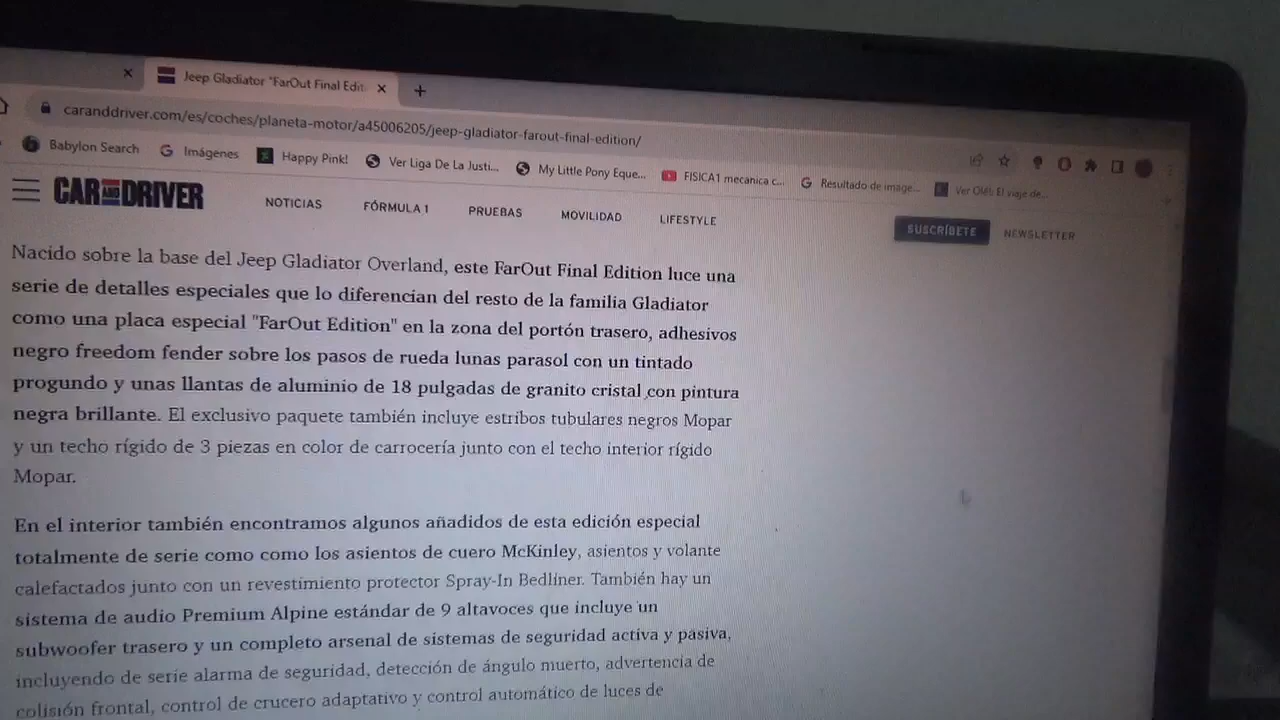 Jeep Gladiator "FarOut Final Edit
caranddriver.com/es/coches/planeta-motor/a45006205/jeep-gladiator-farout-final-edition/
Babylon Search Imágenes Happy Pink! Ver Liga De La Justi... My Little Pony Eque... FISICA1 mecanica c... Resultado de image... Ver Olé! El viaje de...
CAR AND DRIVER NOTICIAS FÓRMULA 1 PRUEBAS MOVILIDAD LIFESTYLE SUSCRÍBETE NEWSLETTER
Nacido sobre la base del Jeep Gladiator Overland, este FarOut Final Edition luce una
serie de detalles especiales que lo diferencian del resto de la familia Gladiator
como una placa especial "FarOut Edition" en la zona del portón trasero, adhesivos
negro freedom fender sobre los pasos de rueda lunas parasol con un tintado
progundo y unas llantas de aluminio de 18 pulgadas de granito cristal con pintura
negra brillante. El exclusivo paquete también incluye estribos tubulares negros Mopar
y un techo rígido de 3 piezas en color de carrocería junto con el techo interior rígido
Mopar.
En el interior también encontramos algunos añadidos de esta edición especial
totalmente de serie como como los asientos de cuero McKinley, asientos y volante
calefactados junto con un revestimiento protector Spray-In Bedliner. También hay un
sistema de audio Premium Alpine estándar de 9 altavoces que incluye un
subwoofer trasero y un completo arsenal de sistemas de seguridad activa y pasiva,
incluyendo de serie alarma de seguridad, detección de ángulo muerto, advertencia de
colisión frontal, control de crucero adaptativo y control automático de luces de